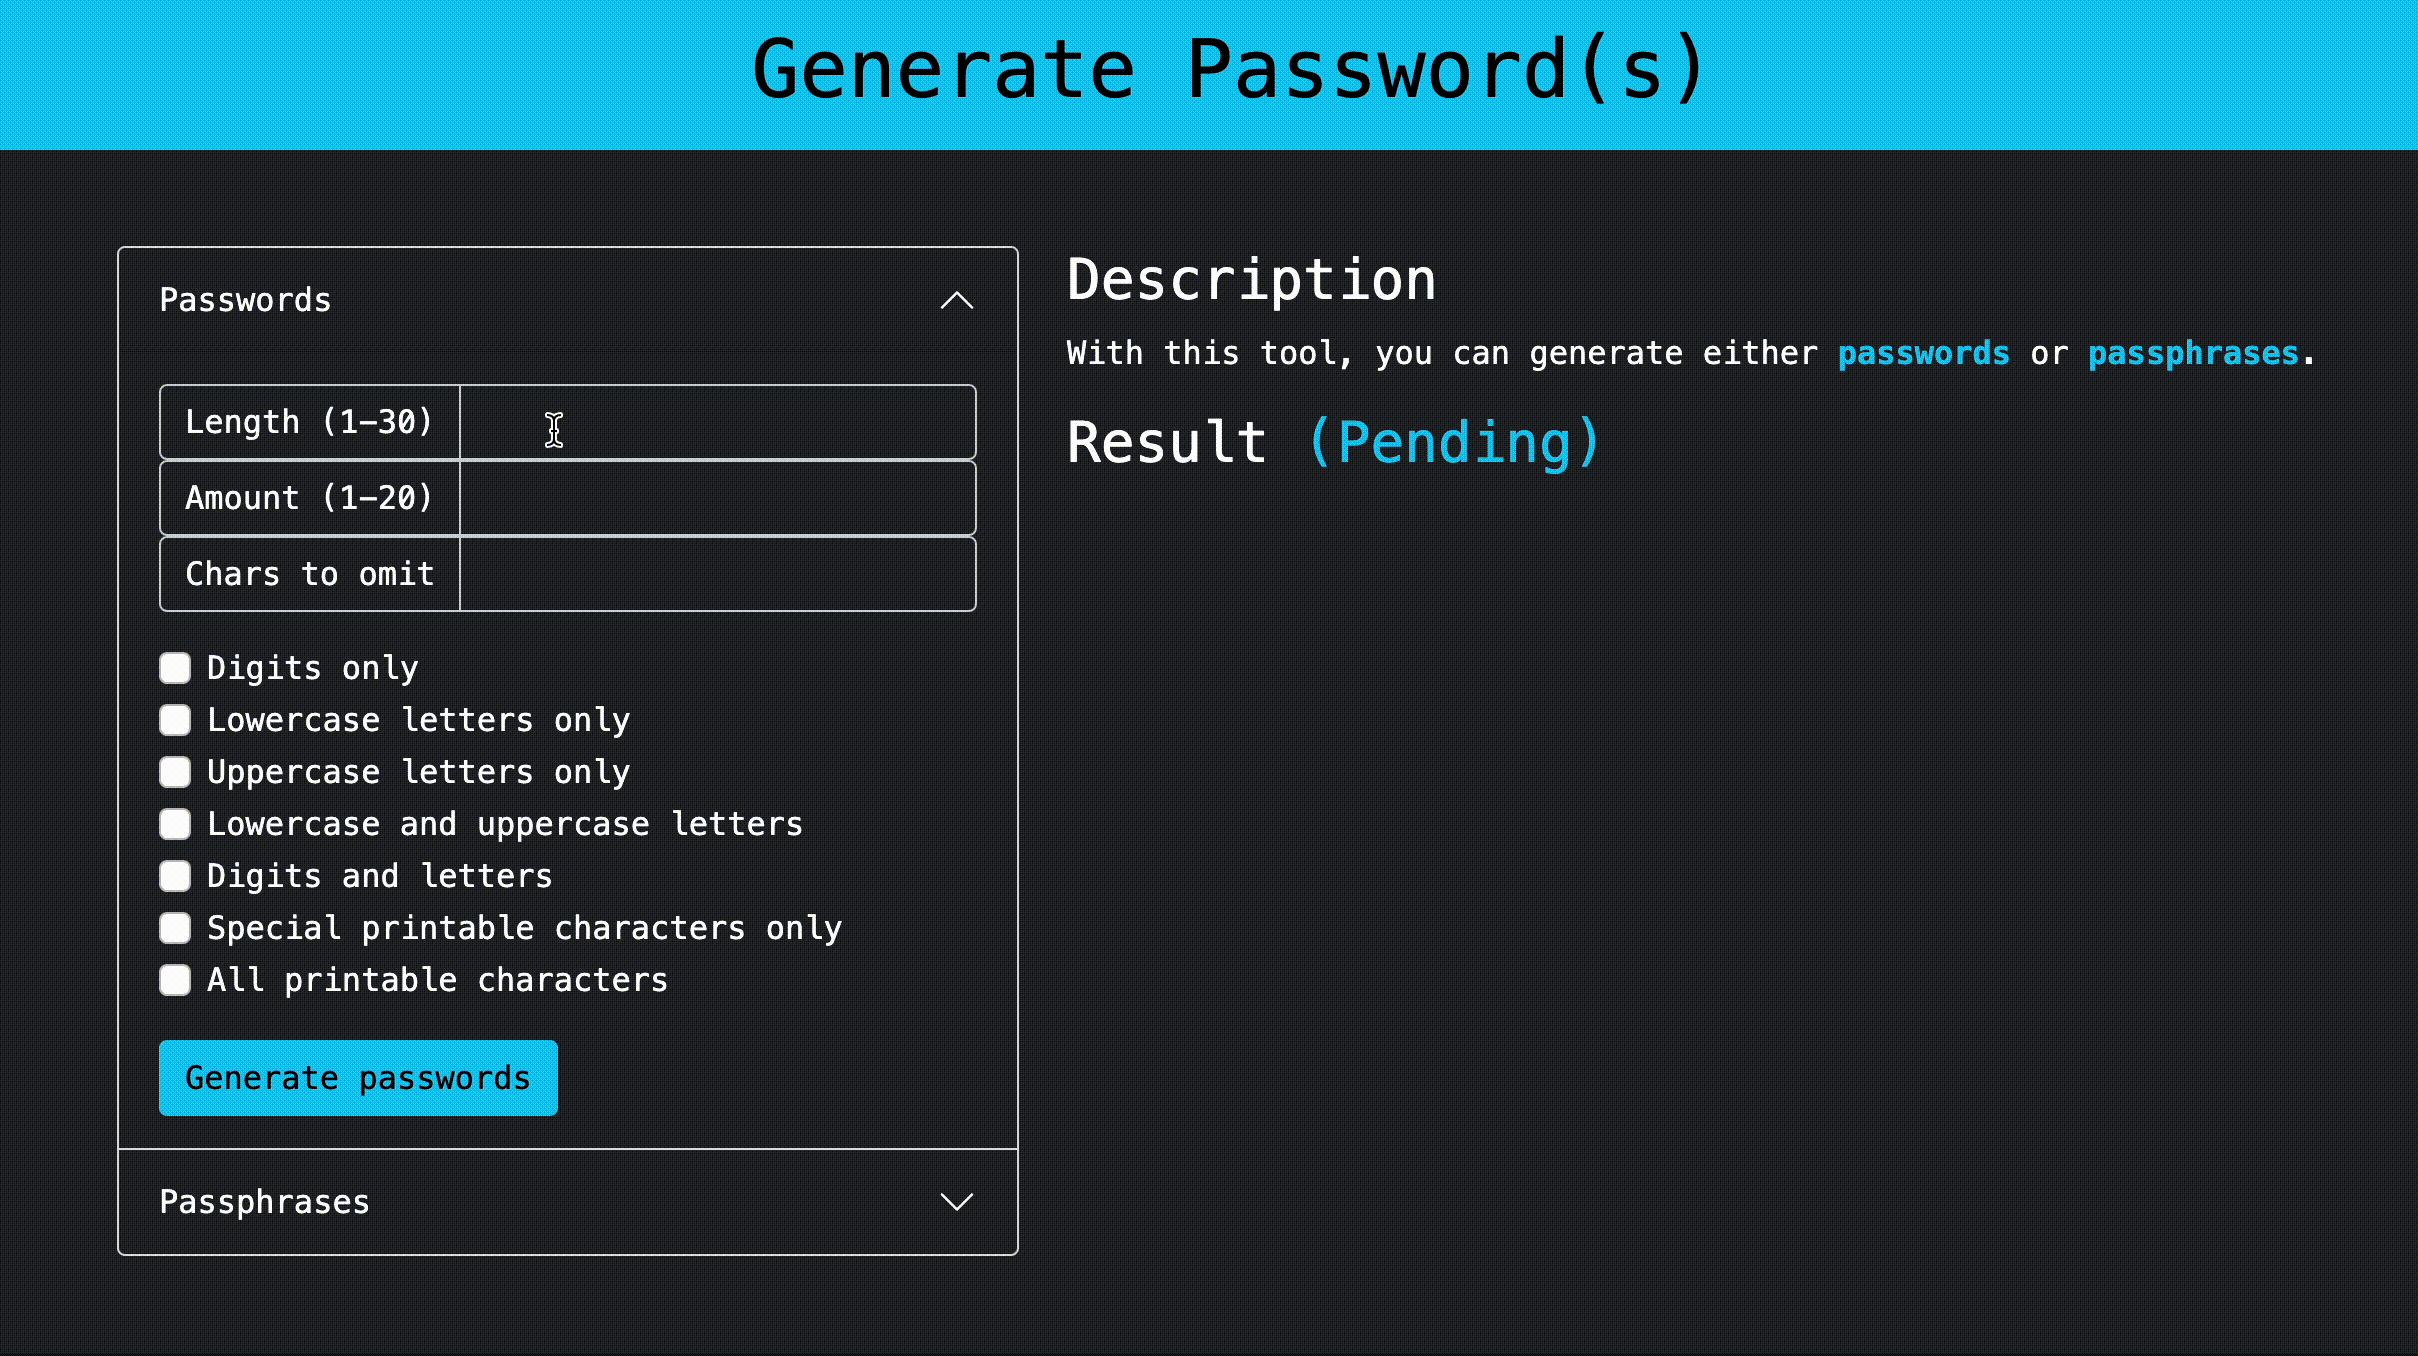 Generate Password(s)
Passwords
Length (1–30)
Amount (1–20)
Chars to omit
Digits only
Lowercase letters only
Uppercase letters only
Lowercase and uppercase letters
Digits and letters
Special printable characters only
All printable characters
Generate passwords
Passphrases
Description
With this tool, you can generate either passwords or passphrases.
Result (Pending)